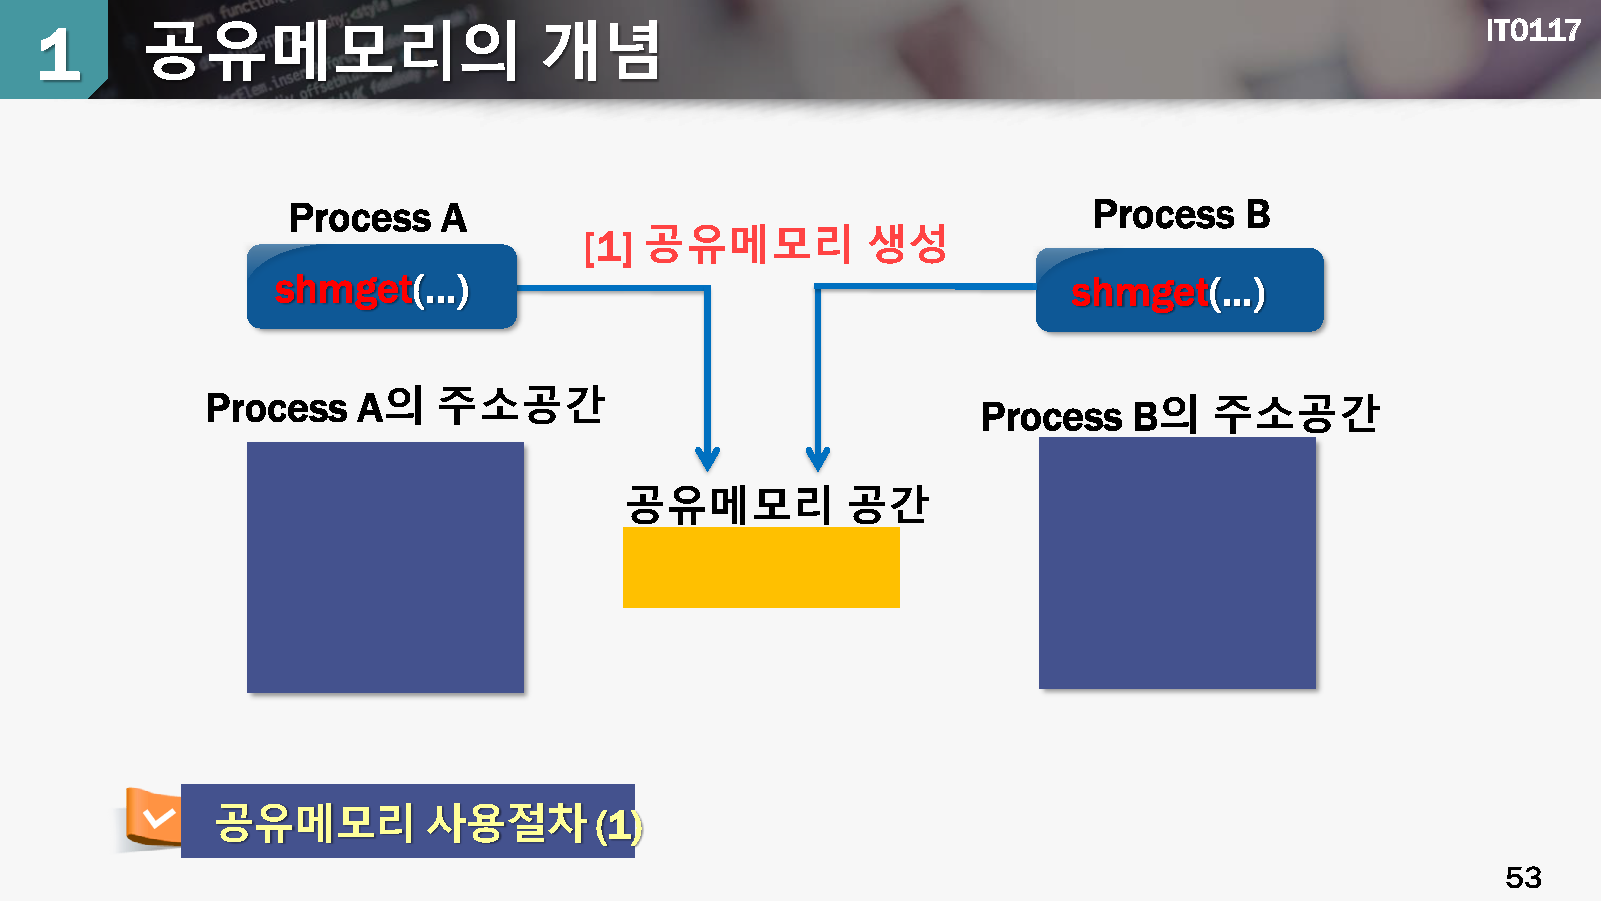 1
공유메모리의 개념
IT0117
Process A
Process B
[1] 공유메모리 생성
shmget(...)
shmget(...)
Process A의 주소공간
Process B의 주소공간
공유메모리 공간
공유메모리 사용절차 (1)
53